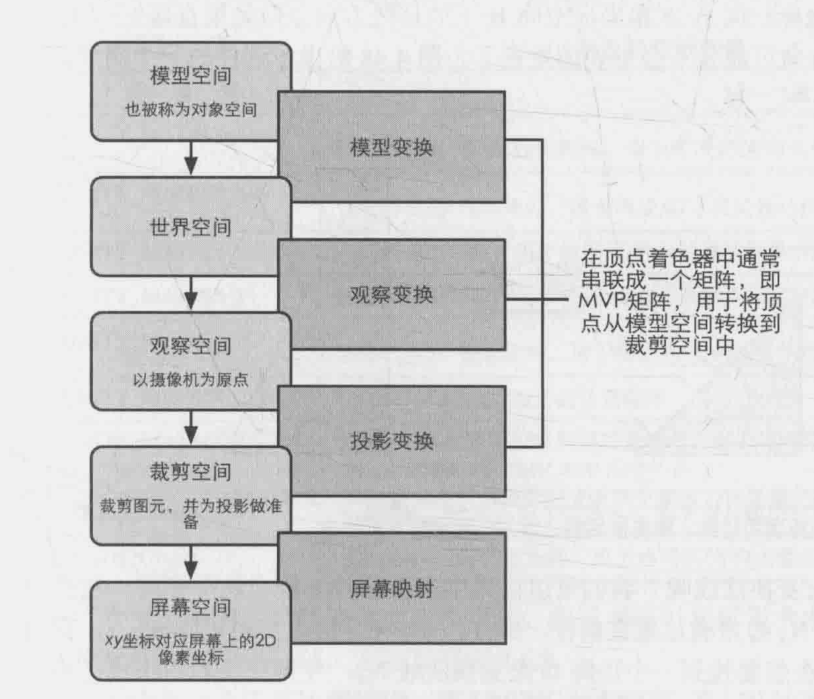 模型空间
也被称为对象空间
模型变换
世界空间
观察变换
在顶点着色器中通常
串联成一个矩阵，即
MVP矩阵，用于将顶
点从模型空间转换到
裁剪空间中
观察空间
以摄像机为原点
投影变换
裁剪空间
裁剪图元，并为投影做准
备
屏幕映射
屏幕空间
xy坐标对应屏幕上的2D
像素坐标